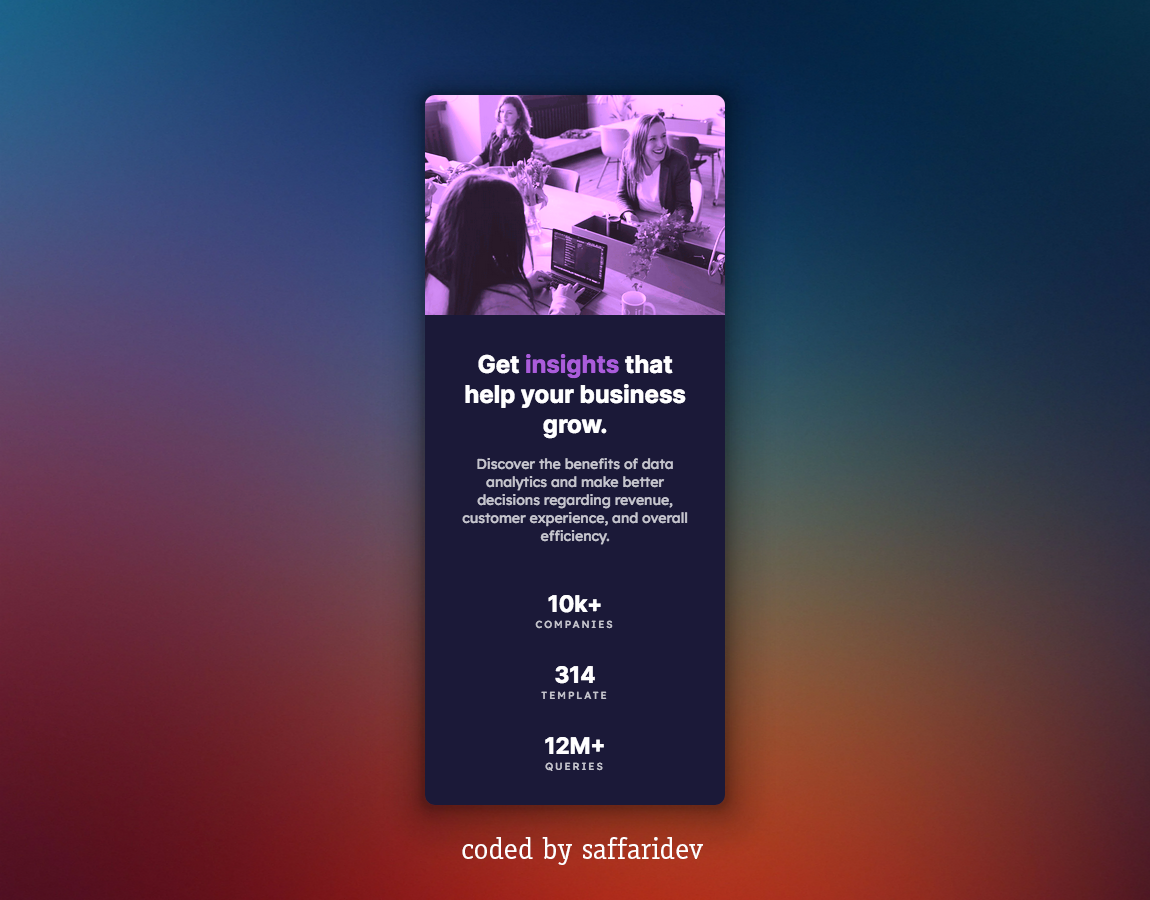 Get insights that
help your business
grow.
Discover the benefits of data
analytics and make better
decisions regarding revenue,
customer experience, and overall
efficiency.
10k+
COMPANIES
314
TEMPLATE
12M+
QUERIES
coded by saffaridev